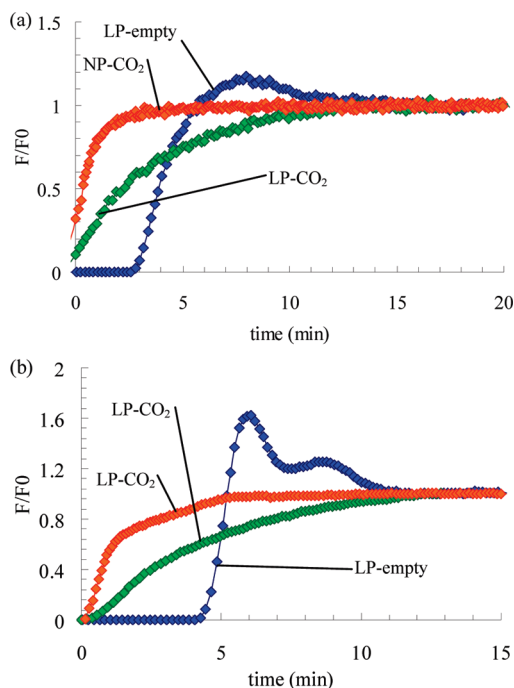 (a)
LP-empty
NP-CO₂
LP-CO₂
F/F0
1.5
1
0.5
0
0 5 10 15 20
time (min)
(b)
LP-CO₂
LP-CO₂
LP-empty
F/F0
2
1.6
1.2
0.8
0.4
0
0 5 10 15
time (min)